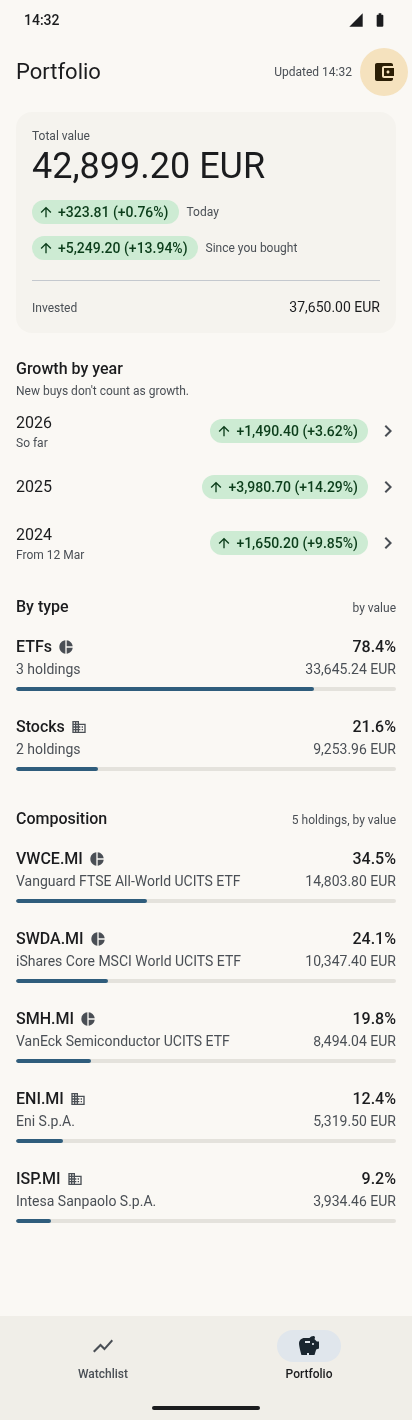 14:32
Portfolio
Updated 14:32
Total value
42,899.20 EUR
+323.81 (+0.76%) Today
+5,249.20 (+13.94%) Since you bought
Invested 37,650.00 EUR
Growth by year
New buys don't count as growth.
2026
So far
+1,490.40 (+3.62%)
2025 +3,980.70 (+14.29%)
2024
From 12 Mar
+1,650.20 (+9.85%)
By type by value
ETFs 78.4%
3 holdings 33,645.24 EUR
Stocks 21.6%
2 holdings 9,253.96 EUR
Composition 5 holdings, by value
VWCE.MI 34.5%
Vanguard FTSE All-World UCITS ETF 14,803.80 EUR
SWDA.MI 24.1%
iShares Core MSCI World UCITS ETF 10,347.40 EUR
SMH.MI 19.8%
VanEck Semiconductor UCITS ETF 8,494.04 EUR
ENI.MI 12.4%
Eni S.p.A. 5,319.50 EUR
ISP.MI 9.2%
Intesa Sanpaolo S.p.A. 3,934.46 EUR
Watchlist Portfolio